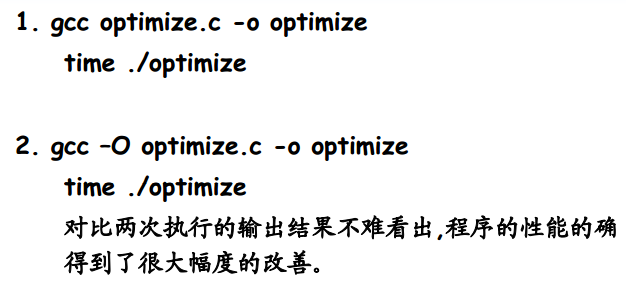 1. gcc optimize.c -o optimize
time ./optimize
2. gcc –O optimize.c -o optimize
time ./optimize
对比两次执行的输出结果不难看出,程序的性能的确
得到了很大幅度的改善。